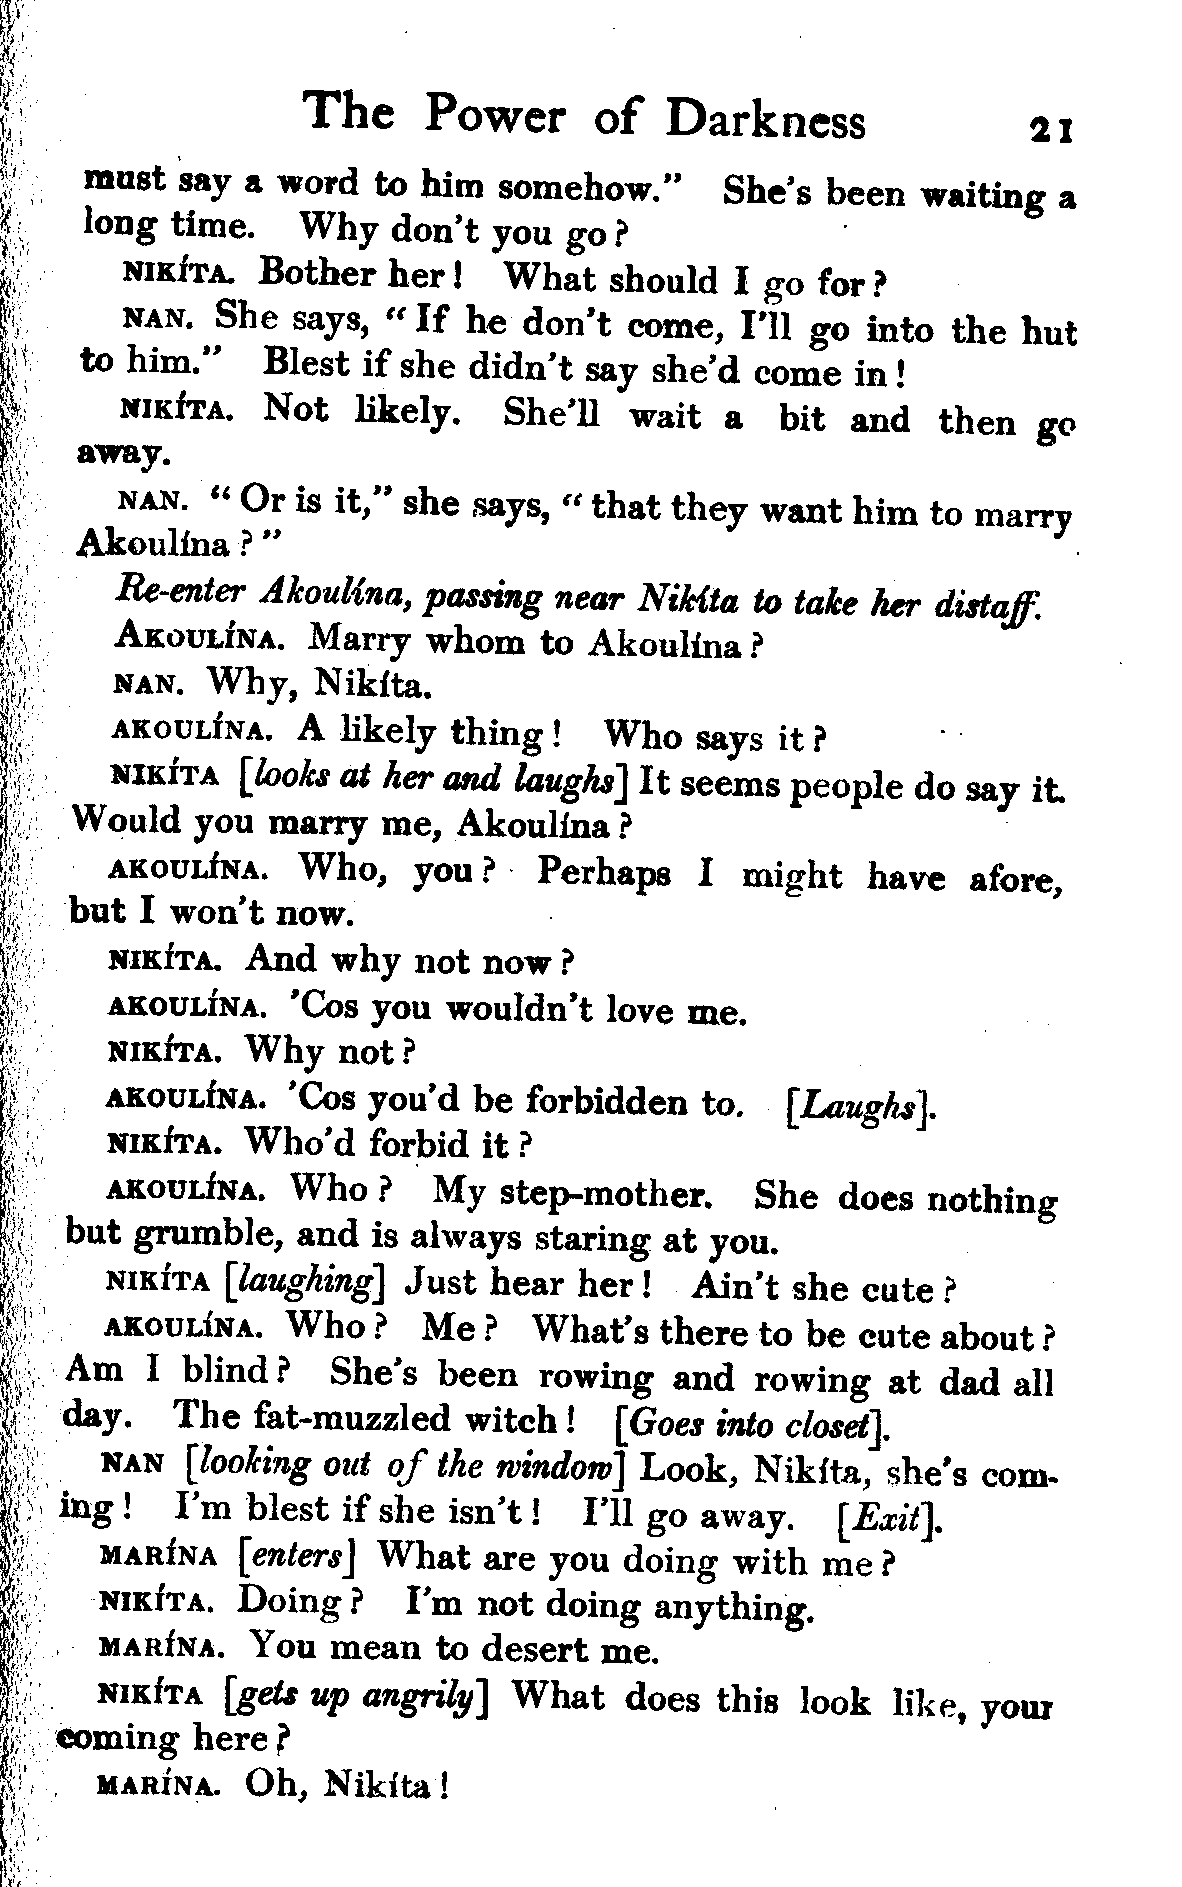 The Power of Darkness 21
must say a word to him somehow." She's been waiting a
long time. Why don't you go?
NIKÍTA. Bother her! What should I go for?
NAN. She says, "If he don't come, I'll go into the hut
to him." Blest if she didn't say she'd come in!
NIKÍTA. Not likely. She'll wait a bit and then go
away.
NAN. "Or is it," she says, "that they want him to marry
Akoulína?"
Re-enter Akoulína, passing near Nikíta to take her distaff.
AKOULÍNA. Marry whom to Akoulína?
NAN. Why, Nikíta.
AKOULÍNA. A likely thing! Who says it?
NIKÍTA [looks at her and laughs] It seems people do say it.
Would you marry me, Akoulína?
AKOULÍNA. Who, you? Perhaps I might have afore,
but I won't now.
NIKÍTA. And why not now?
AKOULÍNA. 'Cos you wouldn't love me.
NIKÍTA. Why not?
AKOULÍNA. 'Cos you'd be forbidden to. [Laughs].
NIKÍTA. Who'd forbid it?
AKOULÍNA. Who? My step-mother. She does nothing
but grumble, and is always staring at you.
NIKÍTA [laughing] Just hear her! Ain't she cute?
AKOULÍNA. Who? Me? What's there to be cute about?
Am I blind? She's been rowing and rowing at dad all
day. The fat-muzzled witch! [Goes into closet].
NAN [looking out of the window] Look, Nikíta, she's com-
ing! I'm blest if she isn't! I'll go away. [Exit].
MARÍNA [enters] What are you doing with me?
NIKÍTA. Doing? I'm not doing anything.
MARÍNA. You mean to desert me.
NIKÍTA [gets up angrily] What does this look like, your
coming here?
MARÍNA. Oh, Nikíta!